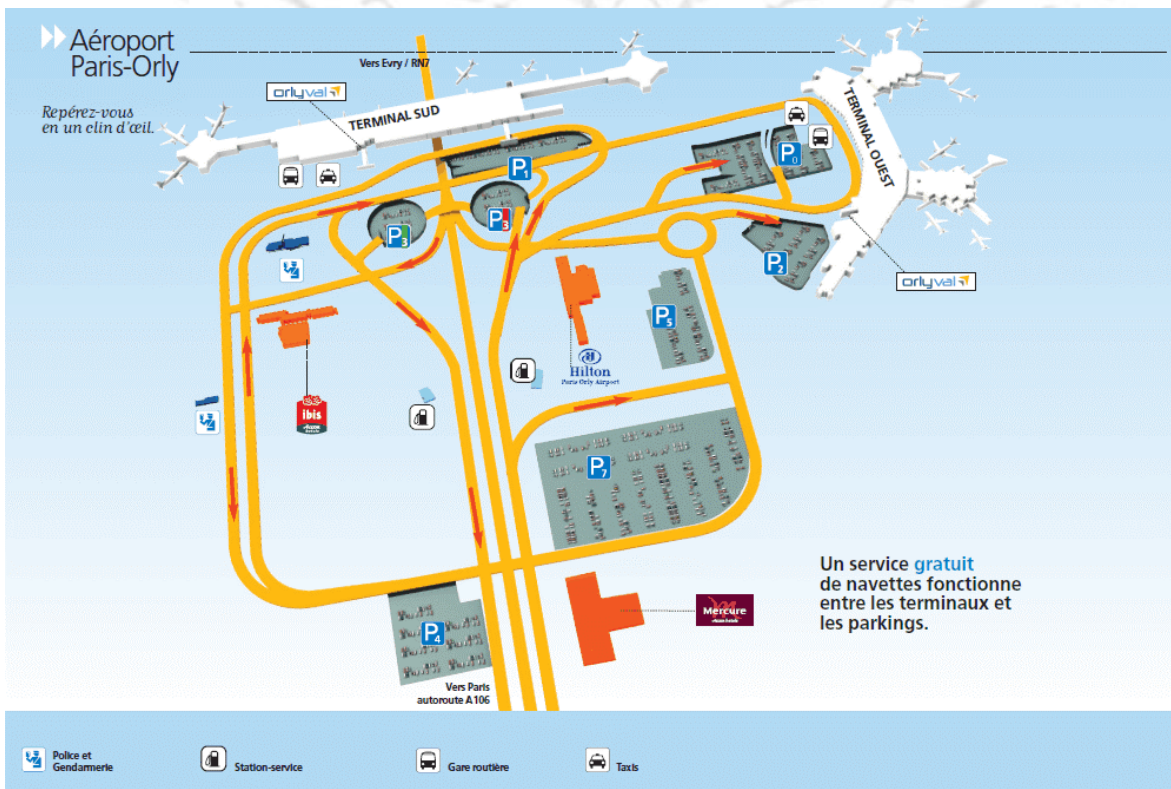 Aéroport
Paris-Orly
Repérez-vous
en un clin d'œil.
Vers Evry / RN7
orlyval
TERMINAL SUD
TERMINAL OUEST
P1
P0
P3
P3
P2
orlyval
P5
Hilton
Paris Orly Airport
ibis
P7
Un service gratuit
de navettes fonctionne
entre les terminaux et
les parkings.
Mercure
P4
Vers Paris
autoroute A106
Police et
Gendarmerie
Station-service
Gare routière
Taxis